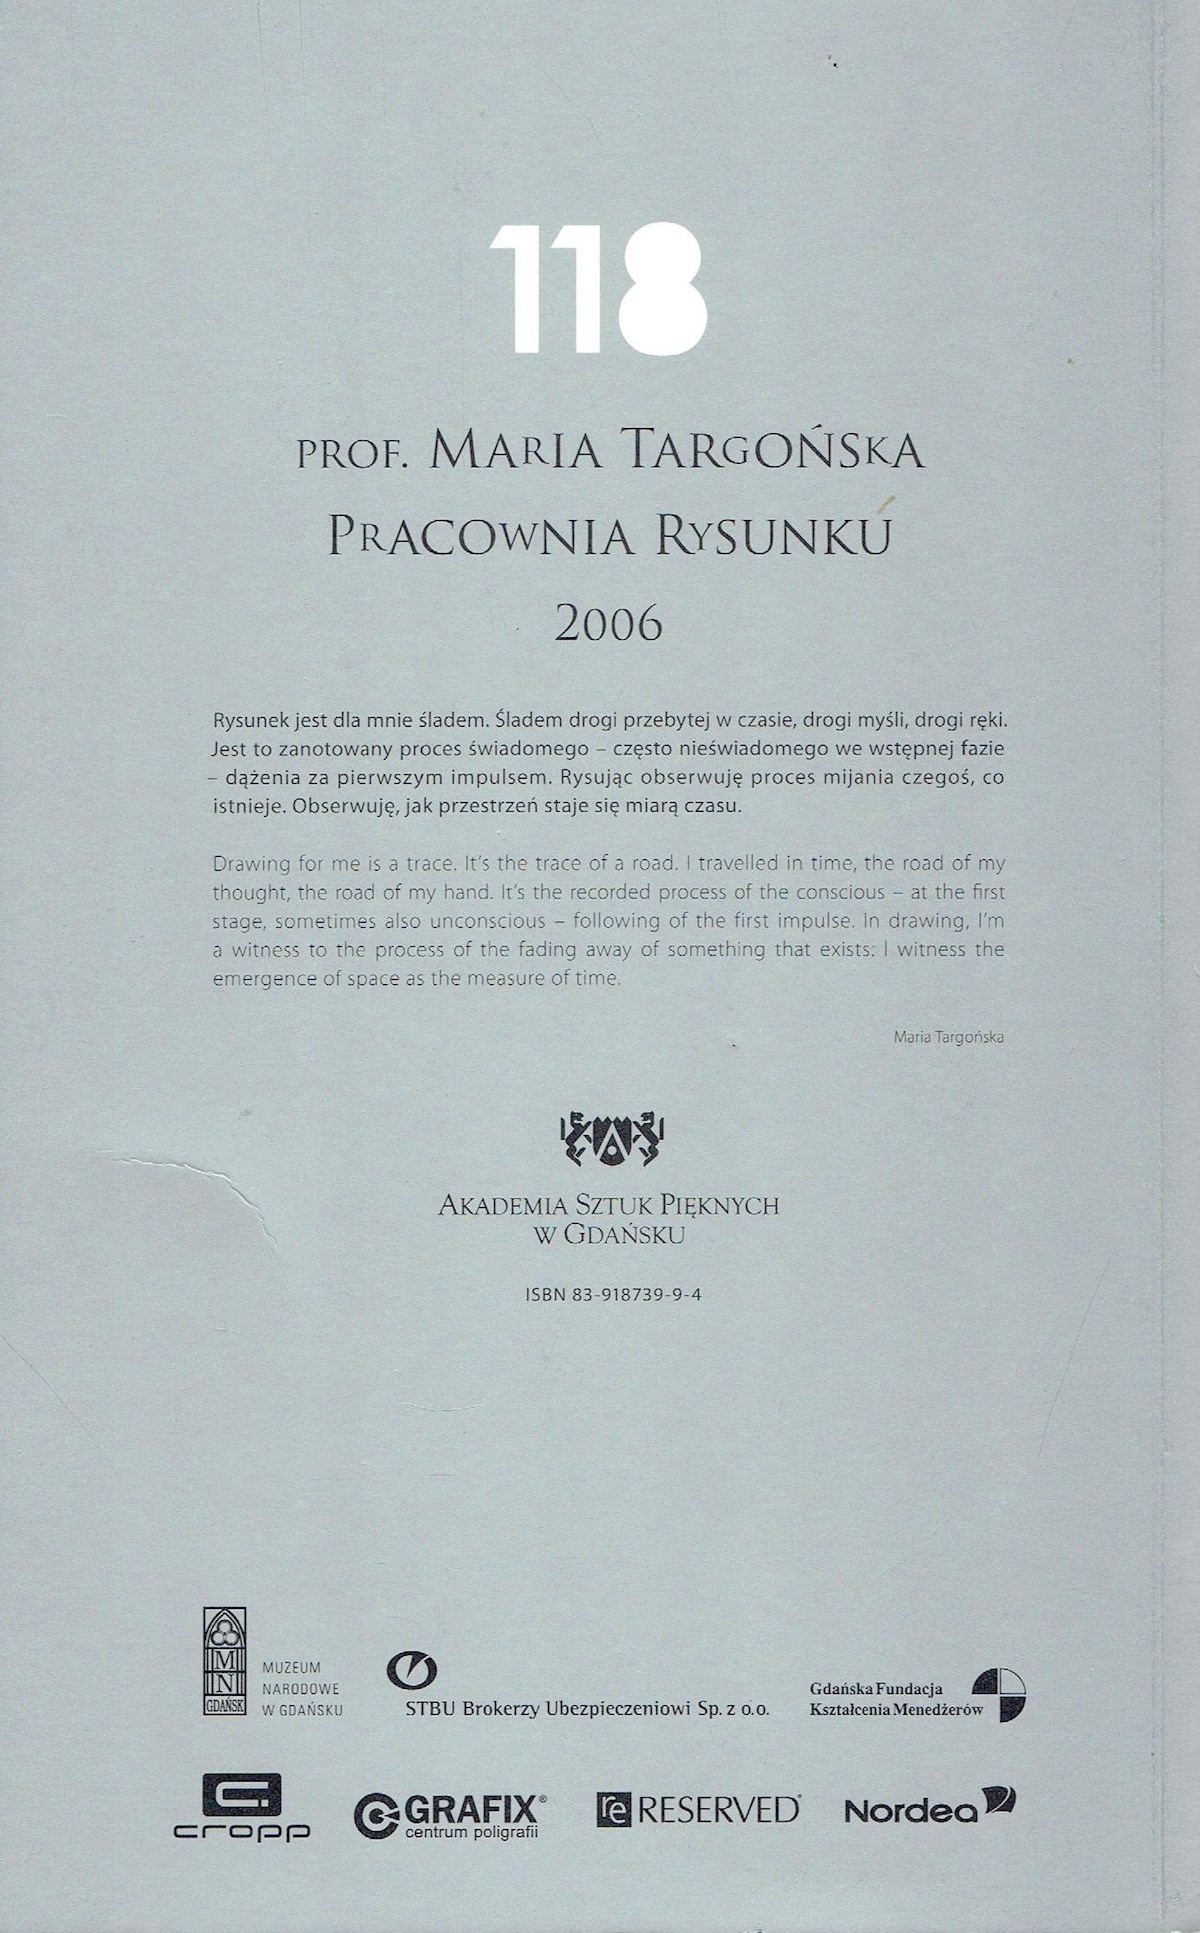 118
PROF. MARIA TARGOŃSKA
PRACOWNIA RYSUNKU
2006
Rysunek jest dla mnie śladem. Śladem drogi przebytej w czasie, drogi myśli, drogi ręki.
Jest to zanotowany proces świadomego – często nieświadomego we wstępnej fazie
– dążenia za pierwszym impulsem. Rysując obserwuję proces mijania czegoś, co
istnieje. Obserwuję, jak przestrzeń staje się miarą czasu.
Drawing for me is a trace. It's the trace of a road. I travelled in time, the road of my
thought, the road of my hand. It's the recorded process of the conscious – at the first
stage, sometimes also unconscious – following of the first impulse. In drawing, I'm
a witness to the process of the fading away of something that exists: I witness the
emergence of space as the measure of time.
Maria Targońska
AKADEMIA SZTUK PIĘKNYCH
W GDAŃSKU
ISBN 83-918739-9-4
MN
GDAŃSK
MUZEUM
NARODOWE
W GDAŃSKU
STBU Brokerzy Ubezpieczeniowi Sp. z o.o.
Gdańska Fundacja
Kształcenia Menedżerów
cropp
GRAFIX®
centrum poligrafii
re RESERVED®
Nordea